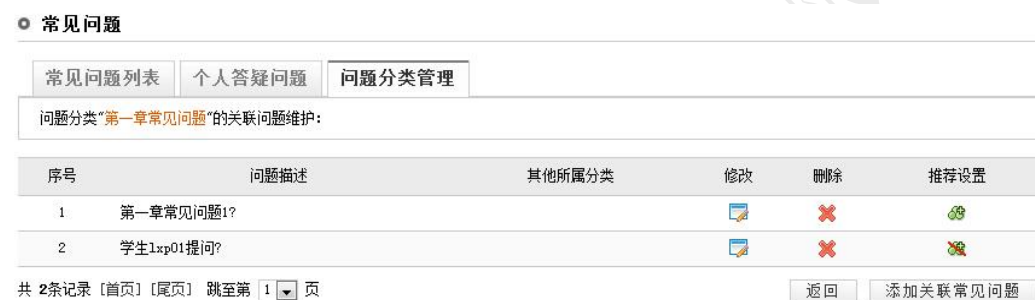 常见问题
常见问题列表 个人答疑问题 问题分类管理
问题分类“第一章常见问题”的关联问题维护：
序号 问题描述 其他所属分类 修改 删除 推荐设置
1 第一章常见问题1?
2 学生lxp01提问?
共 2条记录 [首页] [尾页] 跳至第 1 页 返回 添加关联常见问题